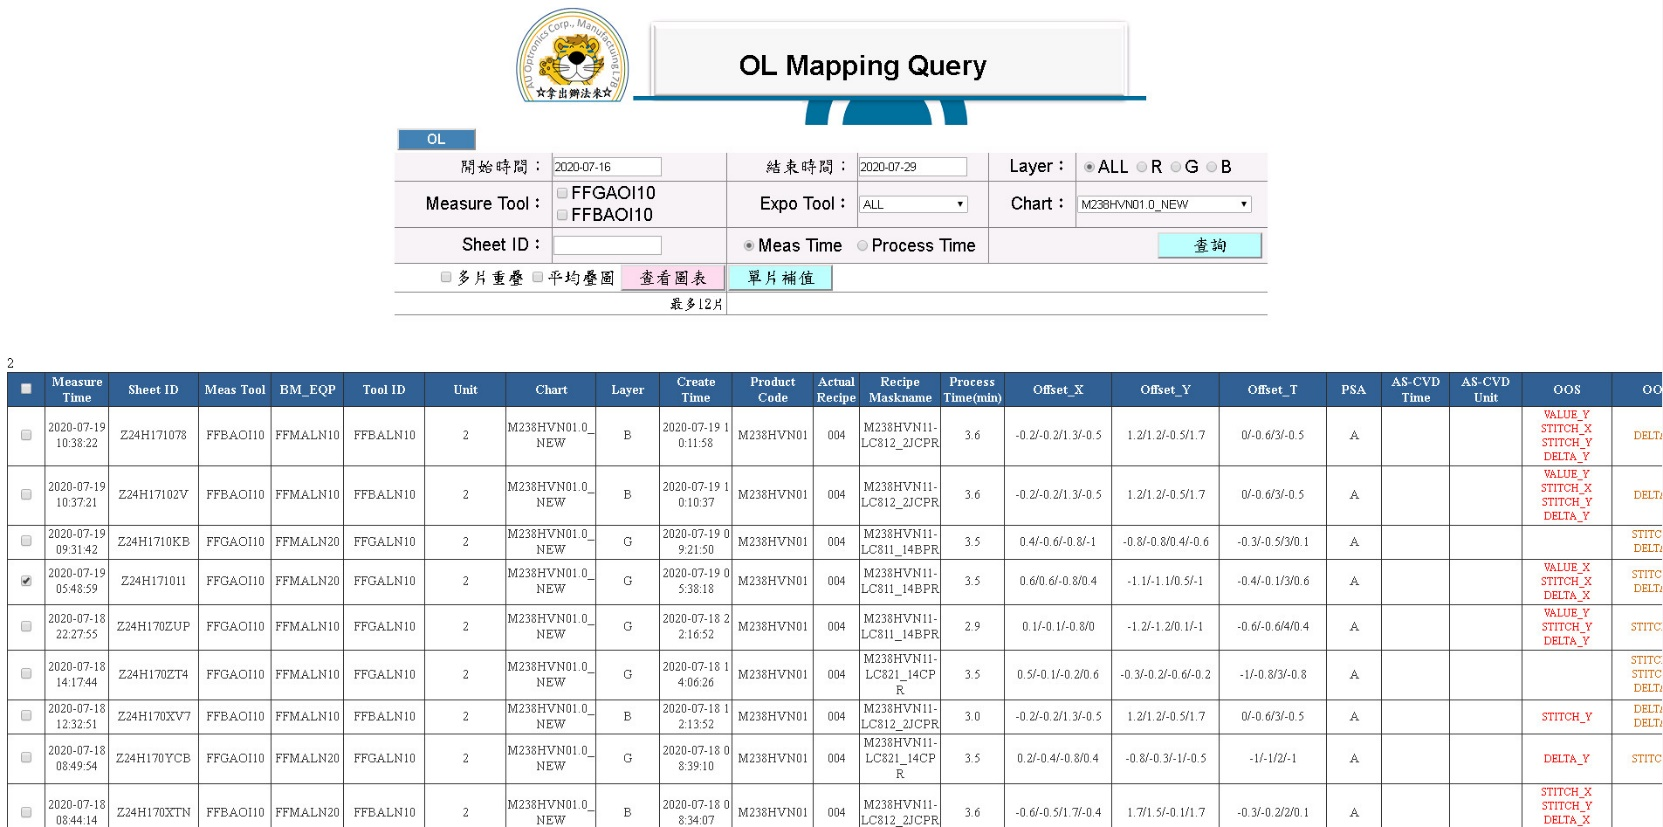 AU Optronics Corp., Manufacturing L7B
☆拿出辦法來☆
OL Mapping Query
OL
開始時間： 2020-07-16 結束時間： 2020-07-29 Layer： ALL R G B
Measure Tool： FFGAOI10 FFBAOI10 Expo Tool： ALL Chart： M238HVN01.0_NEW
Sheet ID： Meas Time Process Time 查詢
多片重疊 平均疊圖 查看圖表 單片補值
最多12片
2
Measure Time Sheet ID Meas Tool BM_EQP Tool ID Unit Chart Layer Create Time Product Code Actual Recipe Recipe Maskname Process Time(min) Offset_X Offset_Y Offset_T PSA AS-CVD Time AS-CVD Unit OOS OO
2020-07-19 10:38:22 Z24H171078 FFBAOI10 FFMALN10 FFBALN10 2 M238HVN01.0_NEW B 2020-07-19 10:11:58 M238HVN01 004 M238HVN11-LC812_2JCPR 3.6 -0.2/-0.2/1.3/-0.5 1.2/1.2/-0.5/1.7 0/-0.6/3/-0.5 A VALUE_Y STITCH_X STITCH_Y DELTA_Y DELTA
2020-07-19 10:37:21 Z24H17102V FFBAOI10 FFMALN10 FFBALN10 2 M238HVN01.0_NEW B 2020-07-19 10:10:37 M238HVN01 004 M238HVN11-LC812_2JCPR 3.6 -0.2/-0.2/1.3/-0.5 1.2/1.2/-0.5/1.7 0/-0.6/3/-0.5 A VALUE_Y STITCH_X STITCH_Y DELTA_Y DELTA
2020-07-19 09:31:42 Z24H1710KB FFGAOI10 FFMALN20 FFGALN10 2 M238HVN01.0_NEW G 2020-07-19 09:21:50 M238HVN01 004 M238HVN11-LC811_14BPR 3.5 0.4/-0.6/-0.8/-1 -0.8/-0.8/0.4/-0.6 -0.3/-0.5/3/0.1 A STITC DELTA
2020-07-19 05:48:59 Z24H171011 FFGAOI10 FFMALN20 FFGALN10 2 M238HVN01.0_NEW G 2020-07-19 05:38:18 M238HVN01 004 M238HVN11-LC811_14BPR 3.5 0.6/0.6/-0.8/0.4 -1.1/-1.1/0.5/-1 -0.4/-0.1/3/0.6 A VALUE_X STITCH_X DELTA_X STITC DELTA
2020-07-18 22:27:55 Z24H170ZUP FFGAOI10 FFMALN10 FFGALN10 2 M238HVN01.0_NEW G 2020-07-18 22:16:52 M238HVN01 004 M238HVN11-LC811_14BPR 2.9 0.1/-0.1/-0.8/0 -1.2/-1.2/0.1/-1 -0.6/-0.6/4/0.4 A VALUE_Y STITCH_Y DELTA_Y STITC
2020-07-18 14:17:44 Z24H170ZT4 FFGAOI10 FFMALN20 FFGALN10 2 M238HVN01.0_NEW G 2020-07-18 14:06:26 M238HVN01 004 M238HVN11-LC821_14CPR 3.5 0.5/-0.1/-0.2/0.6 -0.3/-0.2/-0.6/-0.2 -1/-0.8/3/-0.8 A STITC STITC DELTA
2020-07-18 12:32:51 Z24H170XV7 FFBAOI10 FFMALN10 FFBALN10 2 M238HVN01.0_NEW B 2020-07-18 12:13:52 M238HVN01 004 M238HVN11-LC812_2JCPR 3.0 -0.2/-0.2/1.3/-0.5 1.2/1.2/-0.5/1.7 0/-0.6/3/-0.5 A STITCH_Y DELTA DELTA
2020-07-18 08:49:54 Z24H170YCB FFGAOI10 FFMALN20 FFGALN10 2 M238HVN01.0_NEW G 2020-07-18 08:39:10 M238HVN01 004 M238HVN11-LC821_14CPR 3.5 0.2/-0.4/-0.8/0.4 -0.8/-0.3/-1/-0.5 -1/-1/2/-1 A DELTA_Y STITC
2020-07-18 08:44:14 Z24H170XTN FFBAOI10 FFMALN20 FFBALN10 2 M238HVN01.0_NEW B 2020-07-18 08:34:07 M238HVN01 004 M238HVN11-LC812_2JCPR 3.6 -0.6/-0.5/1.7/-0.4 1.7/1.5/-0.1/1.7 -0.3/-0.2/2/0.1 A STITCH_X STITCH_Y DELTA_X